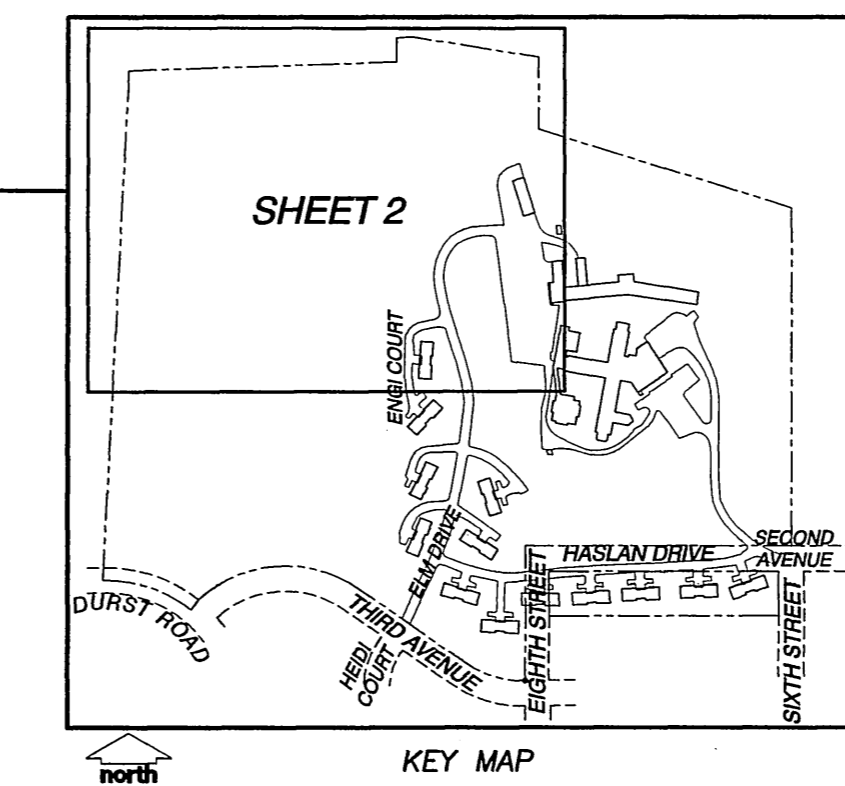 SHEET 2
ENGI COURT
ELM DRIVE
HASLAN DRIVE
SECOND
AVENUE
DURST ROAD
THIRD AVENUE
HEIDI
COURT
EIGHTH STREET
SIXTH STREET
north
KEY MAP